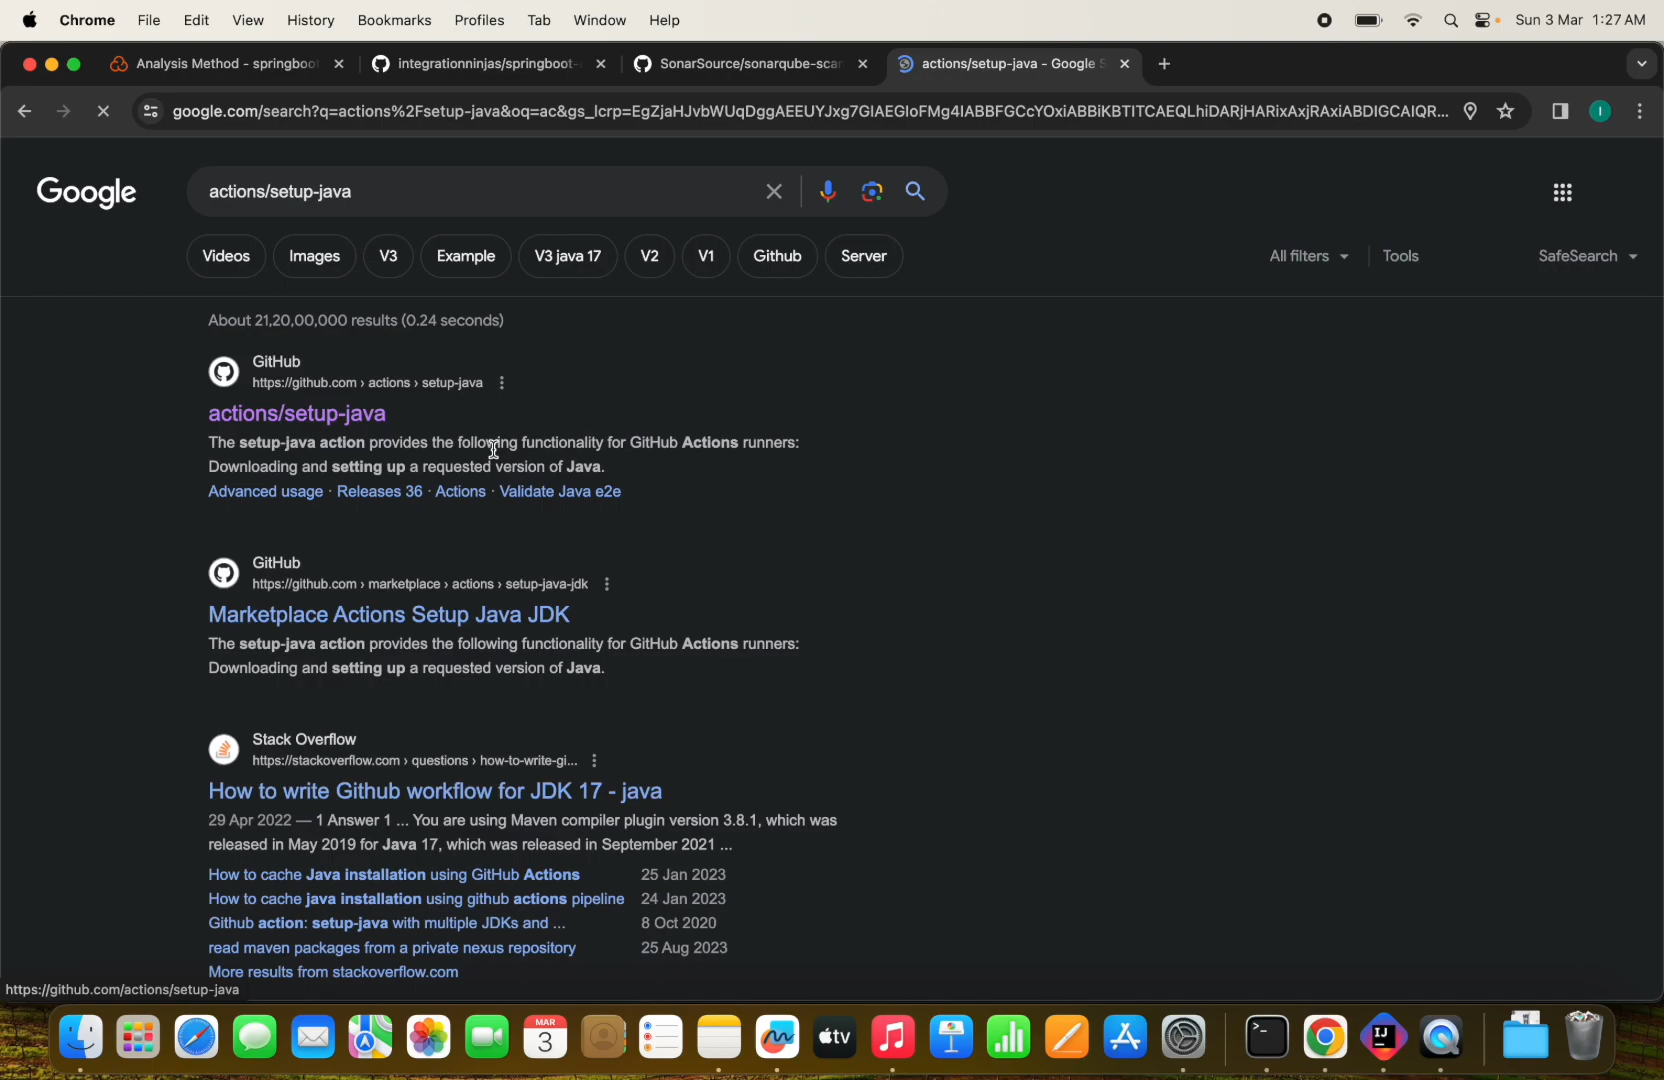 Chrome File Edit View History Bookmarks Profiles Tab Window Help Sun 3 Mar 1:27 AM
Analysis Method - springboot integrationninjas/springboot- SonarSource/sonarqube-scan actions/setup-java - Google S
google.com/search?q=actions%2Fsetup-java&oq=ac&gs_lcrp=EgZjaHJvbWUqDggAEEUYJxg7GIAEGIoFMg4IABBFGCcYOxiABBiKBTITCAEQLhiDARjHARixAxjRAxiABDIGCAIQR... I
Google actions/setup-java
Videos Images V3 Example V3 java 17 V2 V1 Github Server All filters Tools SafeSearch
About 21,20,00,000 results (0.24 seconds)
GitHub
https://github.com › actions › setup-java
actions/setup-java
The setup-java action provides the following functionality for GitHub Actions runners:
Downloading and setting up a requested version of Java.
Advanced usage · Releases 36 · Actions · Validate Java e2e
GitHub
https://github.com › marketplace › actions › setup-java-jdk
Marketplace Actions Setup Java JDK
The setup-java action provides the following functionality for GitHub Actions runners:
Downloading and setting up a requested version of Java.
Stack Overflow
https://stackoverflow.com › questions › how-to-write-gi...
How to write Github workflow for JDK 17 - java
29 Apr 2022 — 1 Answer 1 ... You are using Maven compiler plugin version 3.8.1, which was
released in May 2019 for Java 17, which was released in September 2021 ...
How to cache Java installation using GitHub Actions 25 Jan 2023
How to cache java installation using github actions pipeline 24 Jan 2023
Github action: setup-java with multiple JDKs and ... 8 Oct 2020
read maven packages from a private nexus repository 25 Aug 2023
More results from stackoverflow.com
https://github.com/actions/setup-java
MAR
3
tv
IJ